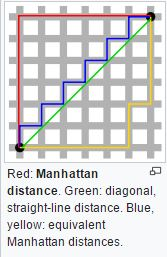 Red: Manhattan
distance. Green: diagonal,
straight-line distance. Blue,
yellow: equivalent
Manhattan distances.